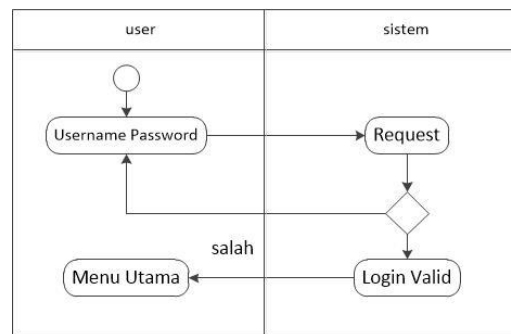 user
sistem
Username Password
Request
salah
Menu Utama
Login Valid